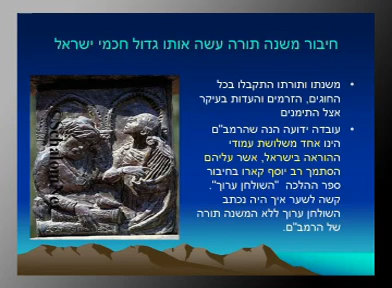 חיבור משנה תורה עשה אותו גדול חכמי ישראל
• משנתו ותורתו התקבלו בכל
החוגים, הזרמים והעדות בעיקר
אצל התימנים
• עובדה ידועה הנה שהרמב"ם
הינו אחד משלושת עמודי
ההוראה בישראל, אשר עליהם
הסתמך רב יוסף קארו בחיבור
ספר ההלכה "השולחן ערוך".
קשה לשער איך היה נכתב
השולחן ערוך ללא המשנה תורה
של הרמב"ם.